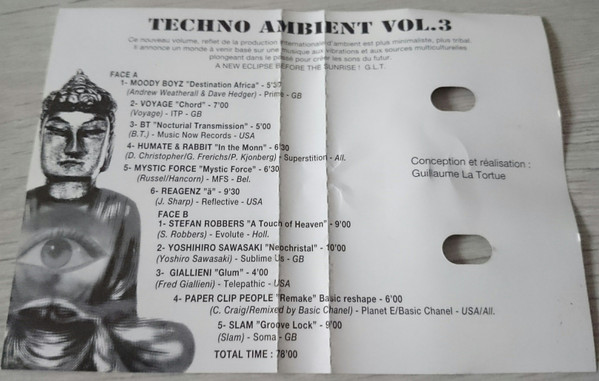 TECHNO AMBIENT VOL.3
Ce nouveau volume, reflet de la production internationale d'ambient est plus minimaliste, plus tribal.
Il annonce un monde à venir basé sur une musique aux vibrations et aux sources multiculturelles
plongeant dans le passé pour créer les sons du futur.
A NEW ECLIPSE BEFORE THE SUNRISE ! G.L.T.
FACE A
1- MOODY BOYZ "Destination Africa" - 5'30
(Andrew Weatherall & Dave Hedger) - Prime - GB
2- VOYAGE "Chord" - 7'00
(Voyage) - ITP - GB
3- BT "Nocturial Transmission" - 5'00
(B.T.) - Music Now Records - USA
4- HUMATE & RABBIT "In the Monn" - 6'30
(D. Christopher/G. Frerichs/P. Kjonberg) - Superstition - All.
5- MYSTIC FORCE "Mystic Force" - 6'30
(Russel/Hancorn) - MFS - Bel.
6- REAGENZ "ä" - 9'30
(J. Sharp) - Reflective - USA
FACE B
1- STEFAN ROBBERS "A Touch of Heaven" - 9'00
(S. Robbers) - Evolute - Holl.
2- YOSHIHIRO SAWASAKI "Neochristal" - 10'00
(Yoshiro Sawasaki) - Sublime Us - GB
3- GIALLIENI "Glum" - 4'00
(Fred Giallieni) - Telepathic - USA
4- PAPER CLIP PEOPLE "Remake" Basic reshape - 6'00
(C. Craig/Remixed by Basic Chanel) - Planet E/Basic Chanel - USA/All.
5- SLAM "Groove Lock" - 9'00
(Slam) - Soma - GB
TOTAL TIME : 78'00
Conception et réalisation :
Guillaume La Tortue